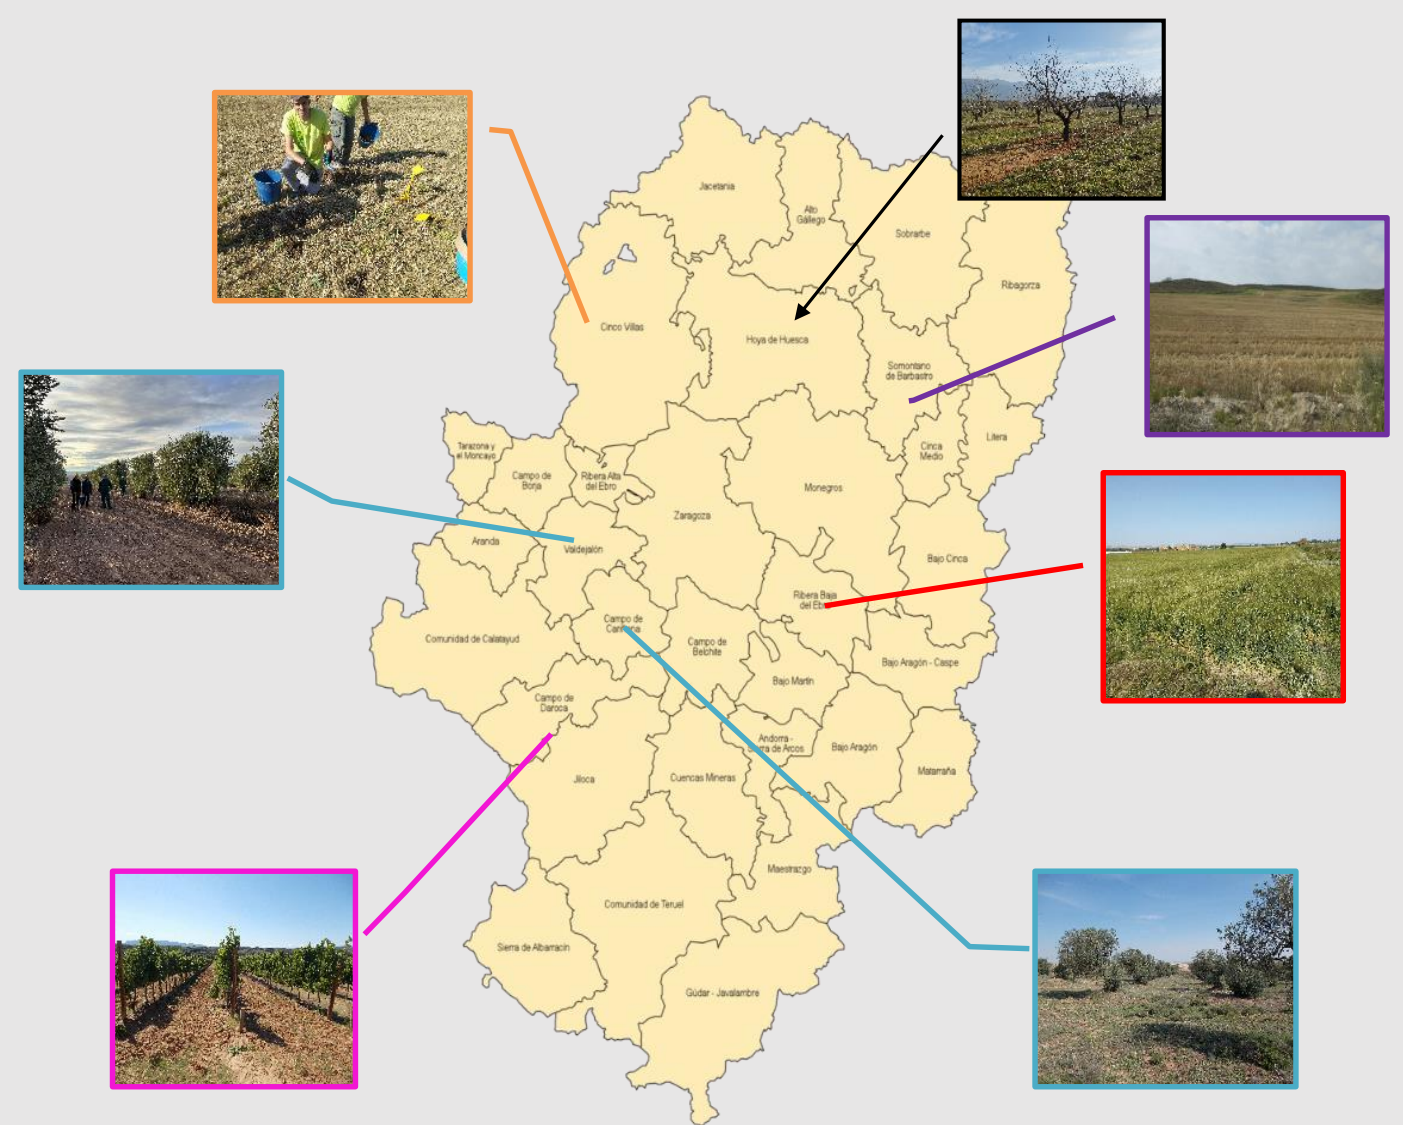 Jacetania
Alto
Gállego
Sobrarbe
Ribagorza
Cinco Villas
Hoya de Huesca
Somontano
de Barbastro
Tarazona y
el Moncayo
Campo de
Borja
Ribera Alta
del Ebro
Cinca
Medio
Litera
Monegros
Zaragoza
Aranda
Valdejalón
Bajo Cinca
Ribera Baja
del Ebro
Comunidad de Calatayud
Campo de
Cariñena
Campo de
Belchite
Bajo Aragón - Caspe
Bajo Martín
Campo de
Daroca
Andorra -
Sierra de Arcos
Bajo Aragón
Matarraña
Jiloca
Cuencas Mineras
Maestrazgo
Comunidad de Teruel
Sierra de Albarracín
Gúdar - Javalambre